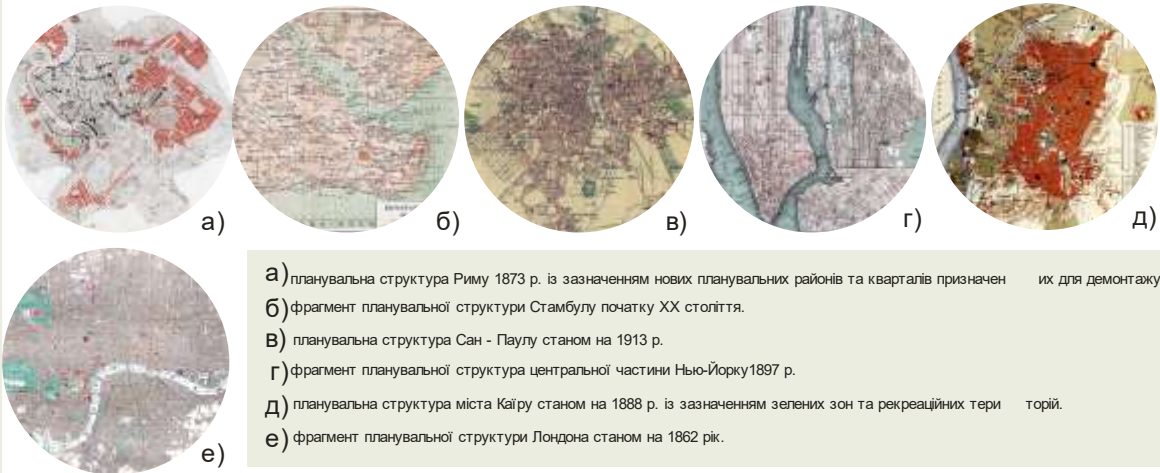 а)
б)
в)
г)
д)
е)
а) планувальна структура Риму 1873 р. із зазначенням нових планувальних районів та кварталів призначен их для демонтажу
б) фрагмент планувальної структури Стамбулу початку ХХ століття.
в) планувальна структура Сан - Паулу станом на 1913 р.
г) фрагмент планувальної структура центральної частини Нью-Йорку1897 р.
д) планувальна структура міста Каїру станом на 1888 р. із зазначенням зелених зон та рекреаційних тери торій.
е) фрагмент планувальної структури Лондона станом на 1862 рік.